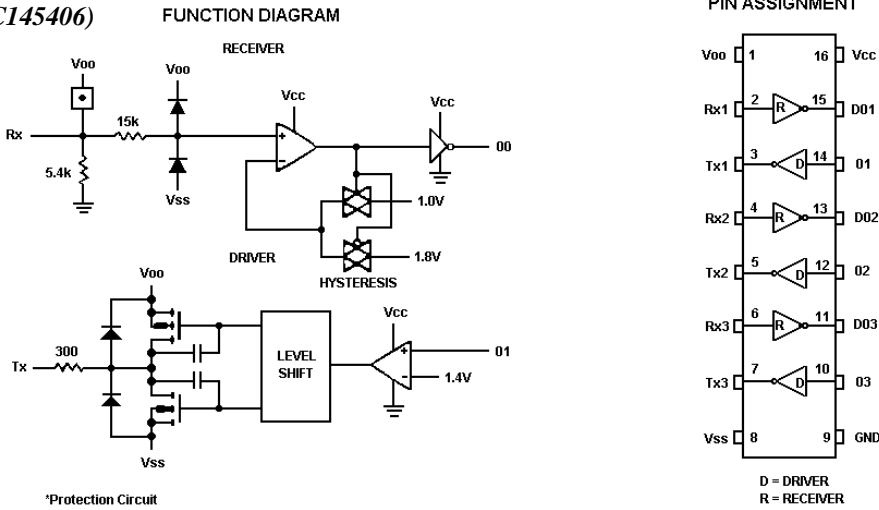 C145406)
FUNCTION DIAGRAM
RECEIVER
Voo
Voo
Vcc
Vcc
15k
Rx
00
5.4k
Vss
1.0V
1.8V
HYSTERESIS
DRIVER
Voo
Vcc
300
Tx
LEVEL
SHIFT
01
1.4V
Vss
*Protection Circuit
PIN ASSIGNMENT
Voo 1 16 Vcc
Rx1 2 R 15 D01
Tx1 3 D 14 01
Rx2 4 R 13 D02
Tx2 5 D 12 02
Rx3 6 R 11 D03
Tx3 7 D 10 03
Vss 8 9 GND
D = DRIVER
R = RECEIVER